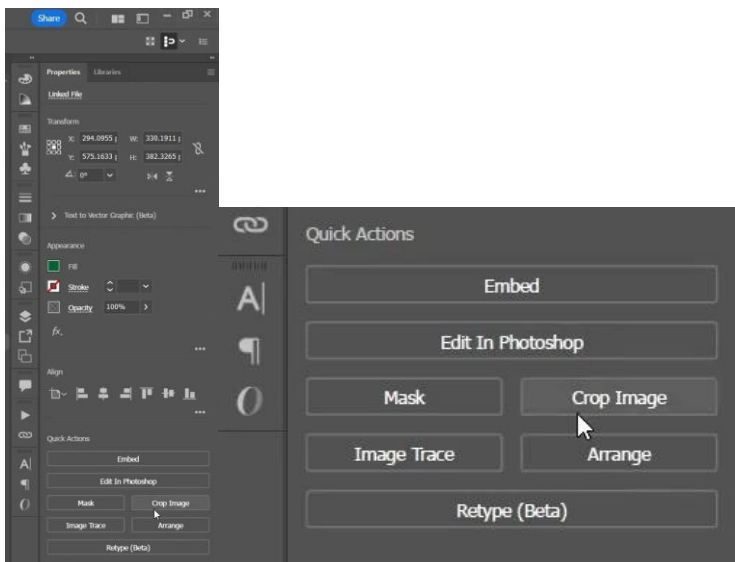 Share
Properties Libraries
Linked File
Transform
X: 294.0955 W: 330.1911
Y: 575.1633 H: 382.3265
0°
Text to Vector Graphic (Beta)
Appearance
Fill
Stroke
Opacity 100%
fx.
Align
Quick Actions
Embed
Edit In Photoshop
Mask Crop Image
Image Trace Arrange
Retype (Beta)
Quick Actions
Embed
Edit In Photoshop
Mask Crop Image
Image Trace Arrange
Retype (Beta)